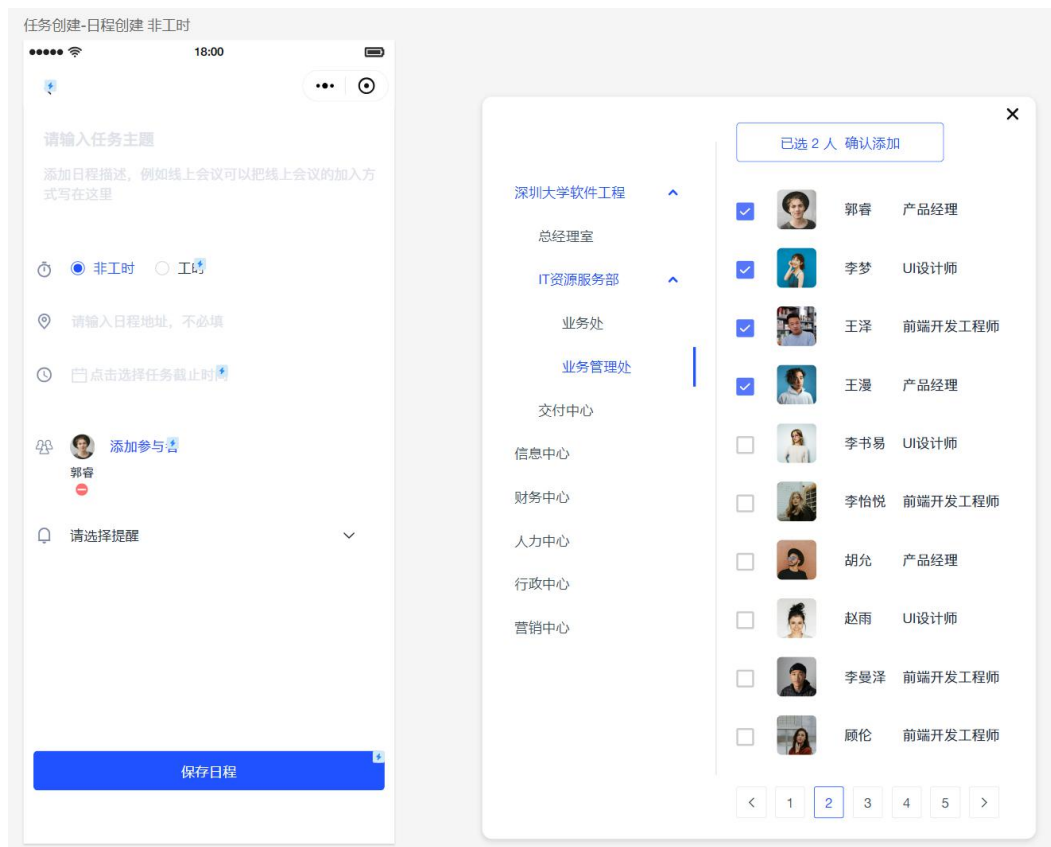 任务创建-日程创建 非工时
18:00
请输入任务主题
添加日程描述，例如线上会议可以把线上会议的加入方
式写在这里
非工时 工时
请输入日程地址，不必填
点击选择任务截止时间
添加参与者
郭睿
请选择提醒
保存日程
深圳大学软件工程
总经理室
IT资源服务部
业务处
业务管理处
交付中心
信息中心
财务中心
人力中心
行政中心
营销中心
已选 2 人 确认添加
郭睿 产品经理
李梦 UI设计师
王泽 前端开发工程师
王漫 产品经理
李书易 UI设计师
李怡悦 前端开发工程师
胡允 产品经理
赵雨 UI设计师
李曼泽 前端开发工程师
顾伦 前端开发工程师
1 2 3 4 5